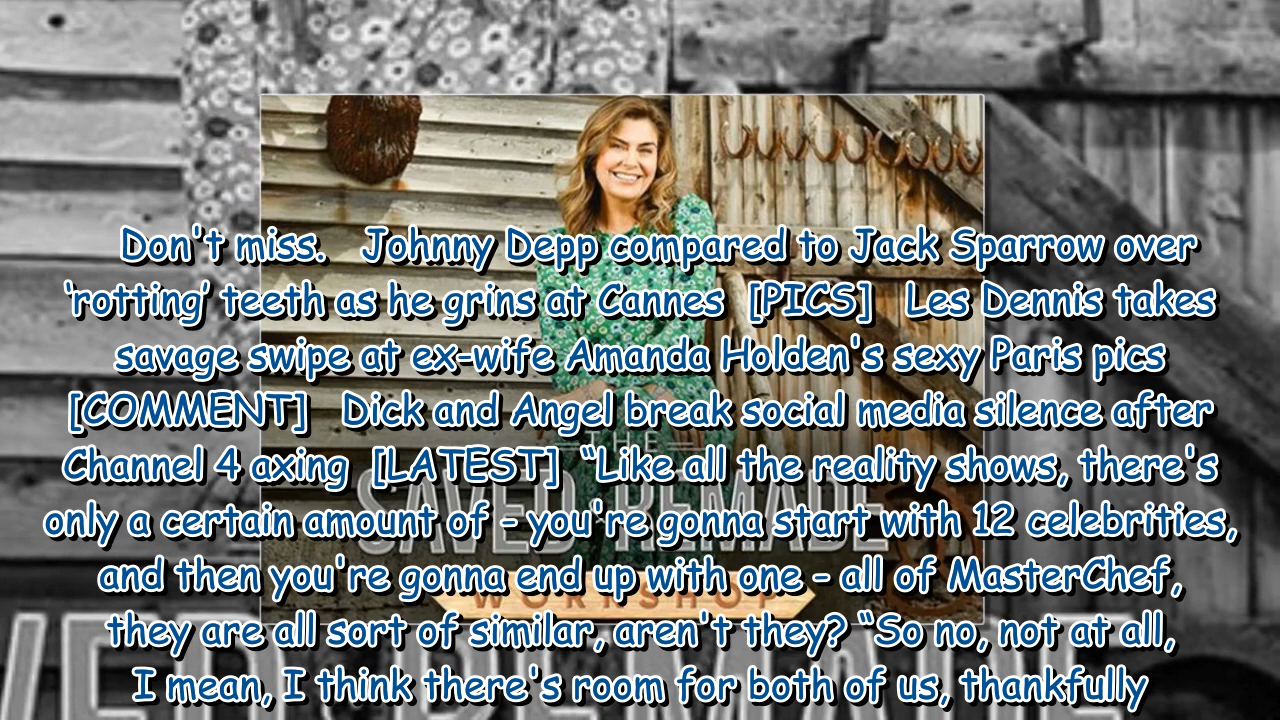 Don't miss. Johnny Depp compared to Jack Sparrow over
‘rotting’ teeth as he grins at Cannes [PICS] Les Dennis takes
savage swipe at ex-wife Amanda Holden's sexy Paris pics
[COMMENT] Dick and Angel break social media silence after
Channel 4 axing [LATEST] “Like all the reality shows, there's
only a certain amount of - you're gonna start with 12 celebrities,
and then you're gonna end up with one - all of MasterChef,
they are all sort of similar, aren't they? “So no, not at all,
I mean, I think there's room for both of us, thankfully
THE
SAVED REMADE
WORKSHOP